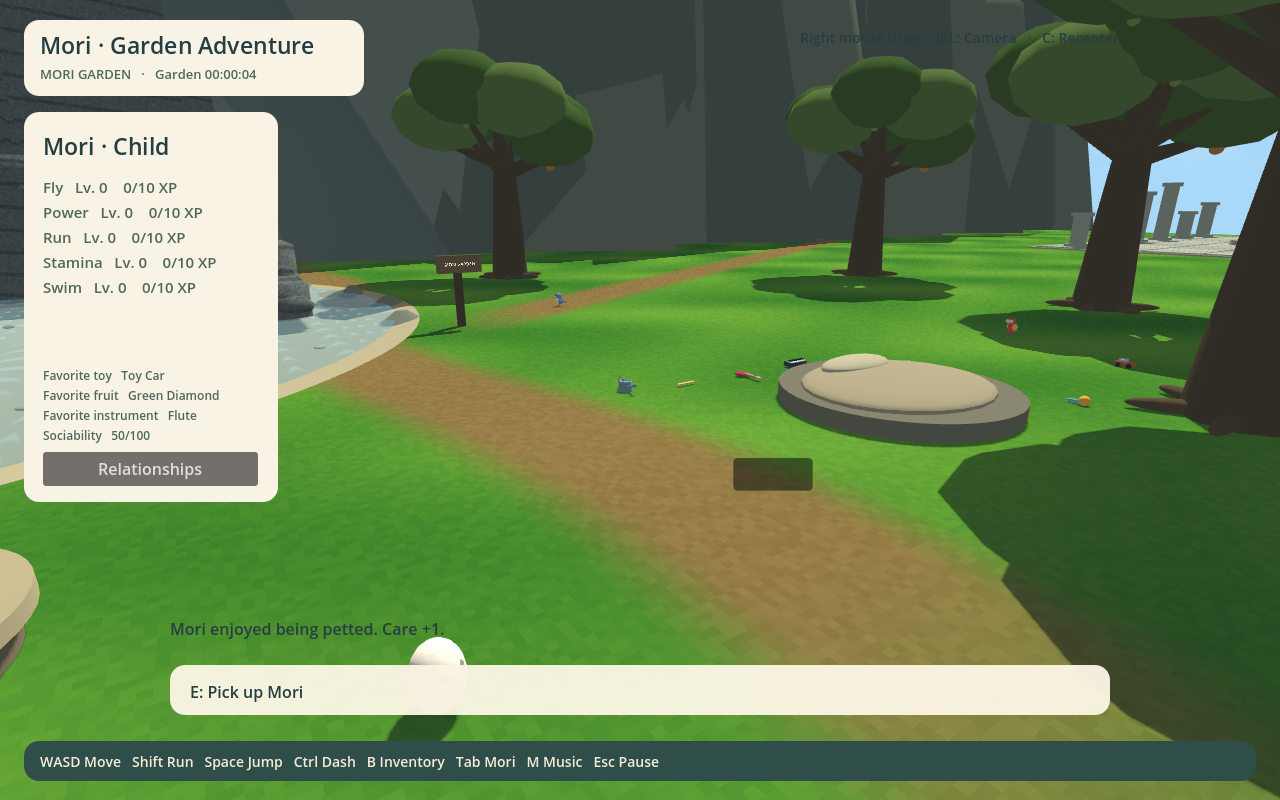 Mori · Garden Adventure
MORI GARDEN · Garden 00:00:04
Right mouse drag / IJKL: Camera · C: Recenter
Mori · Child
Fly Lv. 0 0/10 XP
Power Lv. 0 0/10 XP
Run Lv. 0 0/10 XP
Stamina Lv. 0 0/10 XP
Swim Lv. 0 0/10 XP
Favorite toy Toy Car
Favorite fruit Green Diamond
Favorite instrument Flute
Sociability 50/100
Relationships
Mori enjoyed being petted. Care +1.
E: Pick up Mori
WASD Move Shift Run Space Jump Ctrl Dash B Inventory Tab Mori M Music Esc Pause